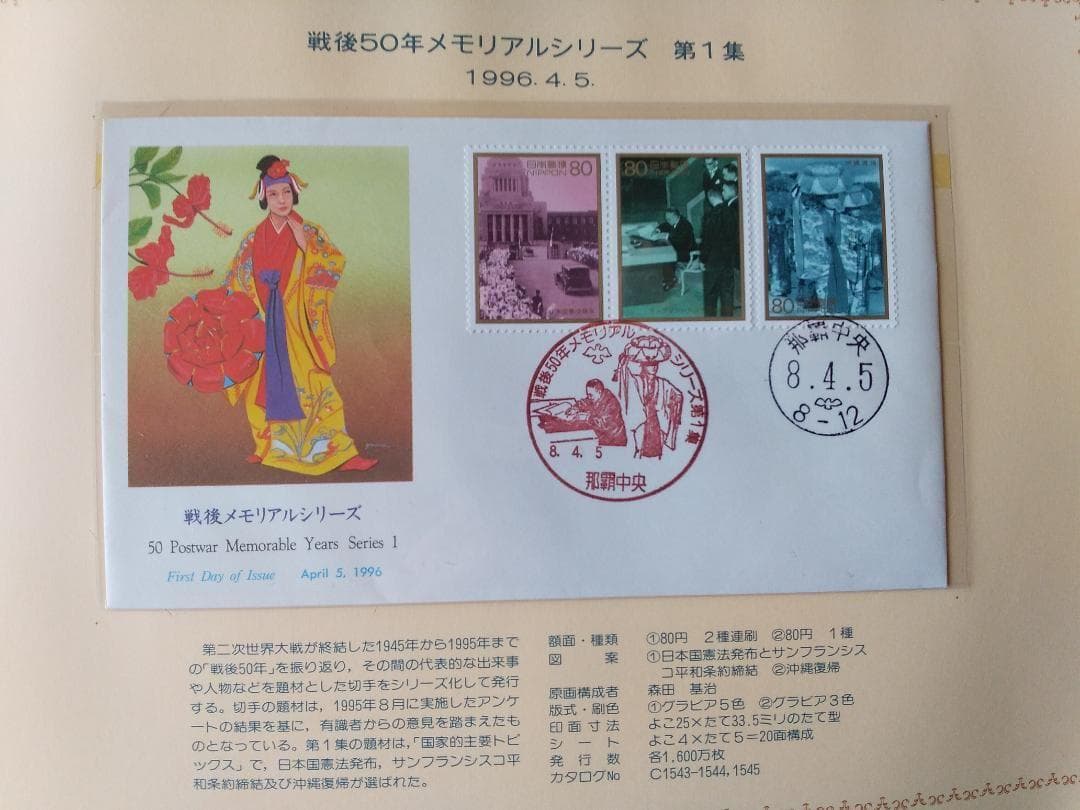 戦後50年メモリアルシリーズ　第1集
1996. 4. 5.
日本郵便 80
NIPPON
80 日本郵便
沖縄復帰
80 日本郵便
戦後50年メモリアルシリーズ第1集
8. 4. 5
那覇中央
那覇中央
8.4.5
8-12
戦後メモリアルシリーズ
50 Postwar Memorable Years Series 1
First Day of Issue April 5, 1996
第二次世界大戦が終結した1945年から1995年まで
の「戦後50年」を振り返り，その間の代表的な出来事
や人物などを題材とした切手をシリーズ化して発行
する。切手の題材は，1995年8月に実施したアンケ
ートの結果を基に，有識者からの意見を踏まえたも
のとなっている。第1集の題材は，「国家的主要トピ
ックス」で，日本国憲法発布，サンフランシスコ平
和条約締結及び沖縄復帰が選ばれた。
額面・種類 ①80円　2種連刷　②80円　1種
図案 ①日本国憲法発布とサンフランシス
コ平和条約締結　②沖縄復帰
原画構成者 森田　基治
版式・刷色 ①グラビア5色　②グラビア3色
印面寸法 よこ25×たて33.5ミリのたて型
シート よこ4×たて5=20面構成
発行数 各1,600万枚
カタログNo C1543-1544,1545